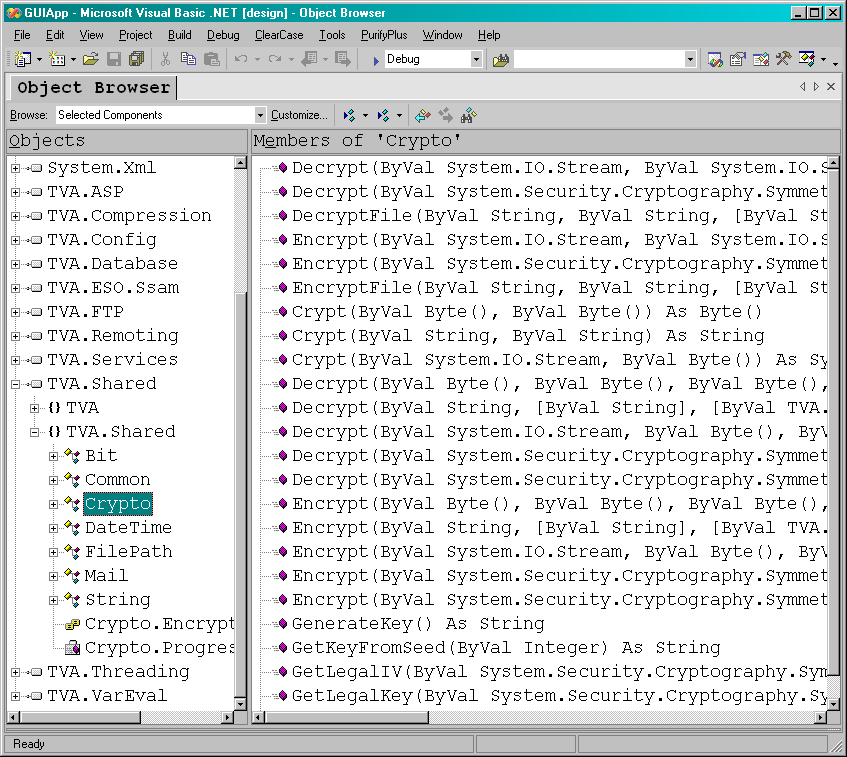 GUIApp - Microsoft Visual Basic .NET [design] - Object Browser
File Edit View Project Build Debug ClearCase Tools PurifyPlus Window Help
Debug
Object Browser
Browse: Selected Components Customize...
Objects
System.Xml
TVA.ASP
TVA.Compression
TVA.Config
TVA.Database
TVA.ESO.Ssam
TVA.FTP
TVA.Remoting
TVA.Services
TVA.Shared
{} TVA
{} TVA.Shared
Bit
Common
Crypto
DateTime
FilePath
Mail
String
Crypto.Encrypt
Crypto.Progres
TVA.Threading
TVA.VarEval
Members of 'Crypto'
Decrypt(ByVal System.IO.Stream, ByVal System.IO.S
Decrypt(ByVal System.Security.Cryptography.Symmet
DecryptFile(ByVal String, ByVal String, [ByVal St
Encrypt(ByVal System.IO.Stream, ByVal System.IO.S
Encrypt(ByVal System.Security.Cryptography.Symmet
EncryptFile(ByVal String, ByVal String, [ByVal St
Crypt(ByVal Byte(), ByVal Byte()) As Byte()
Crypt(ByVal String, ByVal String) As String
Crypt(ByVal System.IO.Stream, ByVal Byte()) As Sy
Decrypt(ByVal Byte(), ByVal Byte(), ByVal Byte(),
Decrypt(ByVal String, [ByVal String], [ByVal TVA.
Decrypt(ByVal System.IO.Stream, ByVal Byte(), ByV
Decrypt(ByVal System.Security.Cryptography.Symmet
Decrypt(ByVal System.Security.Cryptography.Symmet
Encrypt(ByVal Byte(), ByVal Byte(), ByVal Byte(),
Encrypt(ByVal String, [ByVal String], [ByVal TVA.
Encrypt(ByVal System.IO.Stream, ByVal Byte(), ByV
Encrypt(ByVal System.Security.Cryptography.Symmet
Encrypt(ByVal System.Security.Cryptography.Symmet
GenerateKey() As String
GetKeyFromSeed(ByVal Integer) As String
GetLegalIV(ByVal System.Security.Cryptography.Sym
GetLegalKey(ByVal System.Security.Cryptography.Sy
Ready